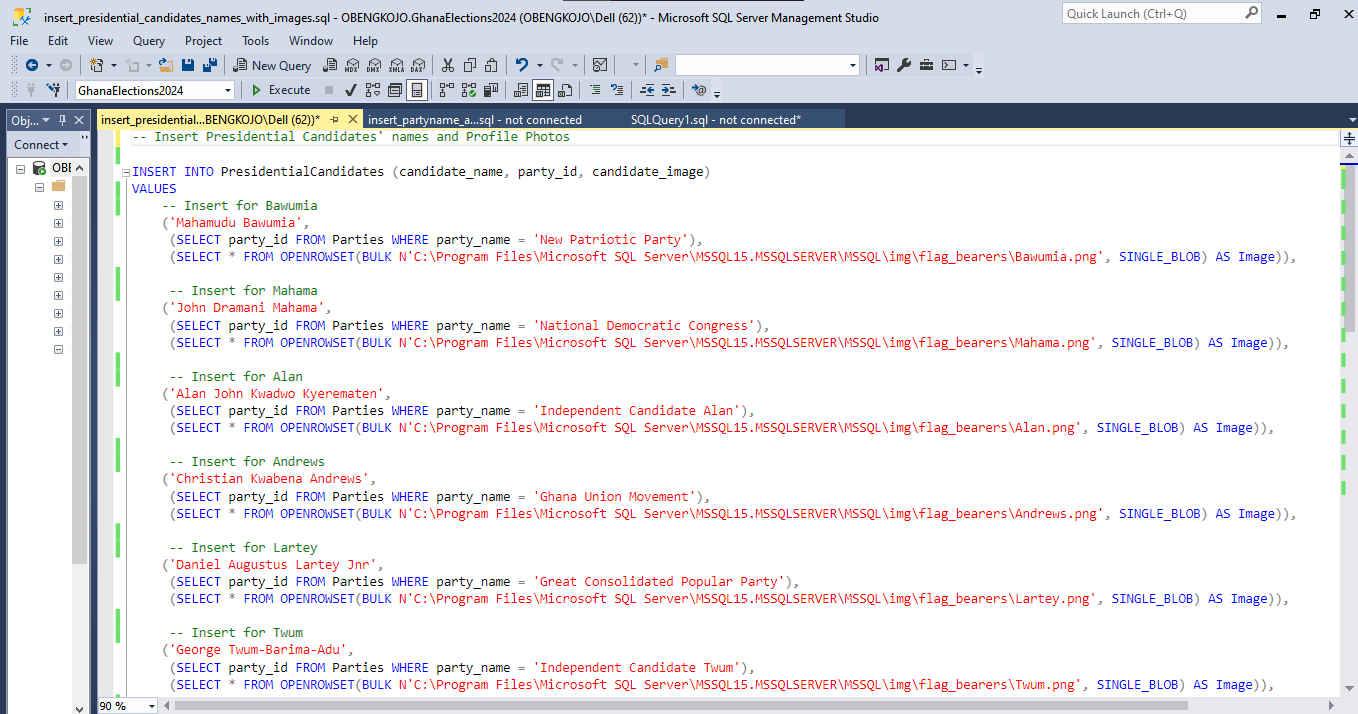 insert_presidential_candidates_names_with_images.sql - OBENGKOJO.GhanaElections2024 (OBENGKOJO\Dell (62))* - Microsoft SQL Server Management Studio
Quick Launch (Ctrl+Q)
File Edit View Query Project Tools Window Help
New Query MDX DMX XMLA DAX
GhanaElections2024 Execute
Obj... insert_presidential...BENGKOJO\Dell (62))* insert_partyname_a...sql - not connected SQLQuery1.sql - not connected*
Connect
OBE
-- Insert Presidential Candidates' names and Profile Photos
INSERT INTO PresidentialCandidates (candidate_name, party_id, candidate_image)
VALUES
-- Insert for Bawumia
('Mahamudu Bawumia',
(SELECT party_id FROM Parties WHERE party_name = 'New Patriotic Party'),
(SELECT * FROM OPENROWSET(BULK N'C:\Program Files\Microsoft SQL Server\MSSQL15.MSSQLSERVER\MSSQL\img\flag_bearers\Bawumia.png', SINGLE_BLOB) AS Image)),
-- Insert for Mahama
('John Dramani Mahama',
(SELECT party_id FROM Parties WHERE party_name = 'National Democratic Congress'),
(SELECT * FROM OPENROWSET(BULK N'C:\Program Files\Microsoft SQL Server\MSSQL15.MSSQLSERVER\MSSQL\img\flag_bearers\Mahama.png', SINGLE_BLOB) AS Image)),
-- Insert for Alan
('Alan John Kwadwo Kyerematen',
(SELECT party_id FROM Parties WHERE party_name = 'Independent Candidate Alan'),
(SELECT * FROM OPENROWSET(BULK N'C:\Program Files\Microsoft SQL Server\MSSQL15.MSSQLSERVER\MSSQL\img\flag_bearers\Alan.png', SINGLE_BLOB) AS Image)),
-- Insert for Andrews
('Christian Kwabena Andrews',
(SELECT party_id FROM Parties WHERE party_name = 'Ghana Union Movement'),
(SELECT * FROM OPENROWSET(BULK N'C:\Program Files\Microsoft SQL Server\MSSQL15.MSSQLSERVER\MSSQL\img\flag_bearers\Andrews.png', SINGLE_BLOB) AS Image)),
-- Insert for Lartey
('Daniel Augustus Lartey Jnr',
(SELECT party_id FROM Parties WHERE party_name = 'Great Consolidated Popular Party'),
(SELECT * FROM OPENROWSET(BULK N'C:\Program Files\Microsoft SQL Server\MSSQL15.MSSQLSERVER\MSSQL\img\flag_bearers\Lartey.png', SINGLE_BLOB) AS Image)),
-- Insert for Twum
('George Twum-Barima-Adu',
(SELECT party_id FROM Parties WHERE party_name = 'Independent Candidate Twum'),
(SELECT * FROM OPENROWSET(BULK N'C:\Program Files\Microsoft SQL Server\MSSQL15.MSSQLSERVER\MSSQL\img\flag_bearers\Twum.png', SINGLE_BLOB) AS Image)),
90 %